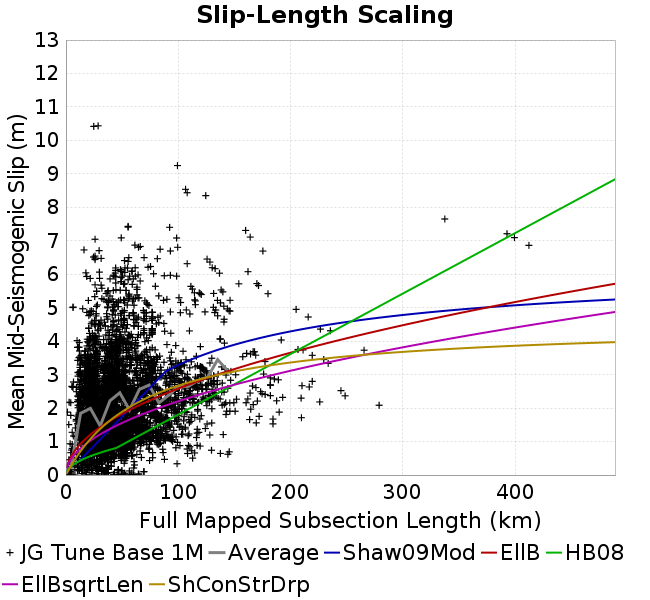 Slip-Length Scaling
Mean Mid-Seismogenic Slip (m)
13
12
11
10
9
8
7
6
5
4
3
2
1
0
0 100 200 300 400
Full Mapped Subsection Length (km)
JG Tune Base 1M Average Shaw09Mod EllB HB08
EllBsqrtLen ShConStrDrp